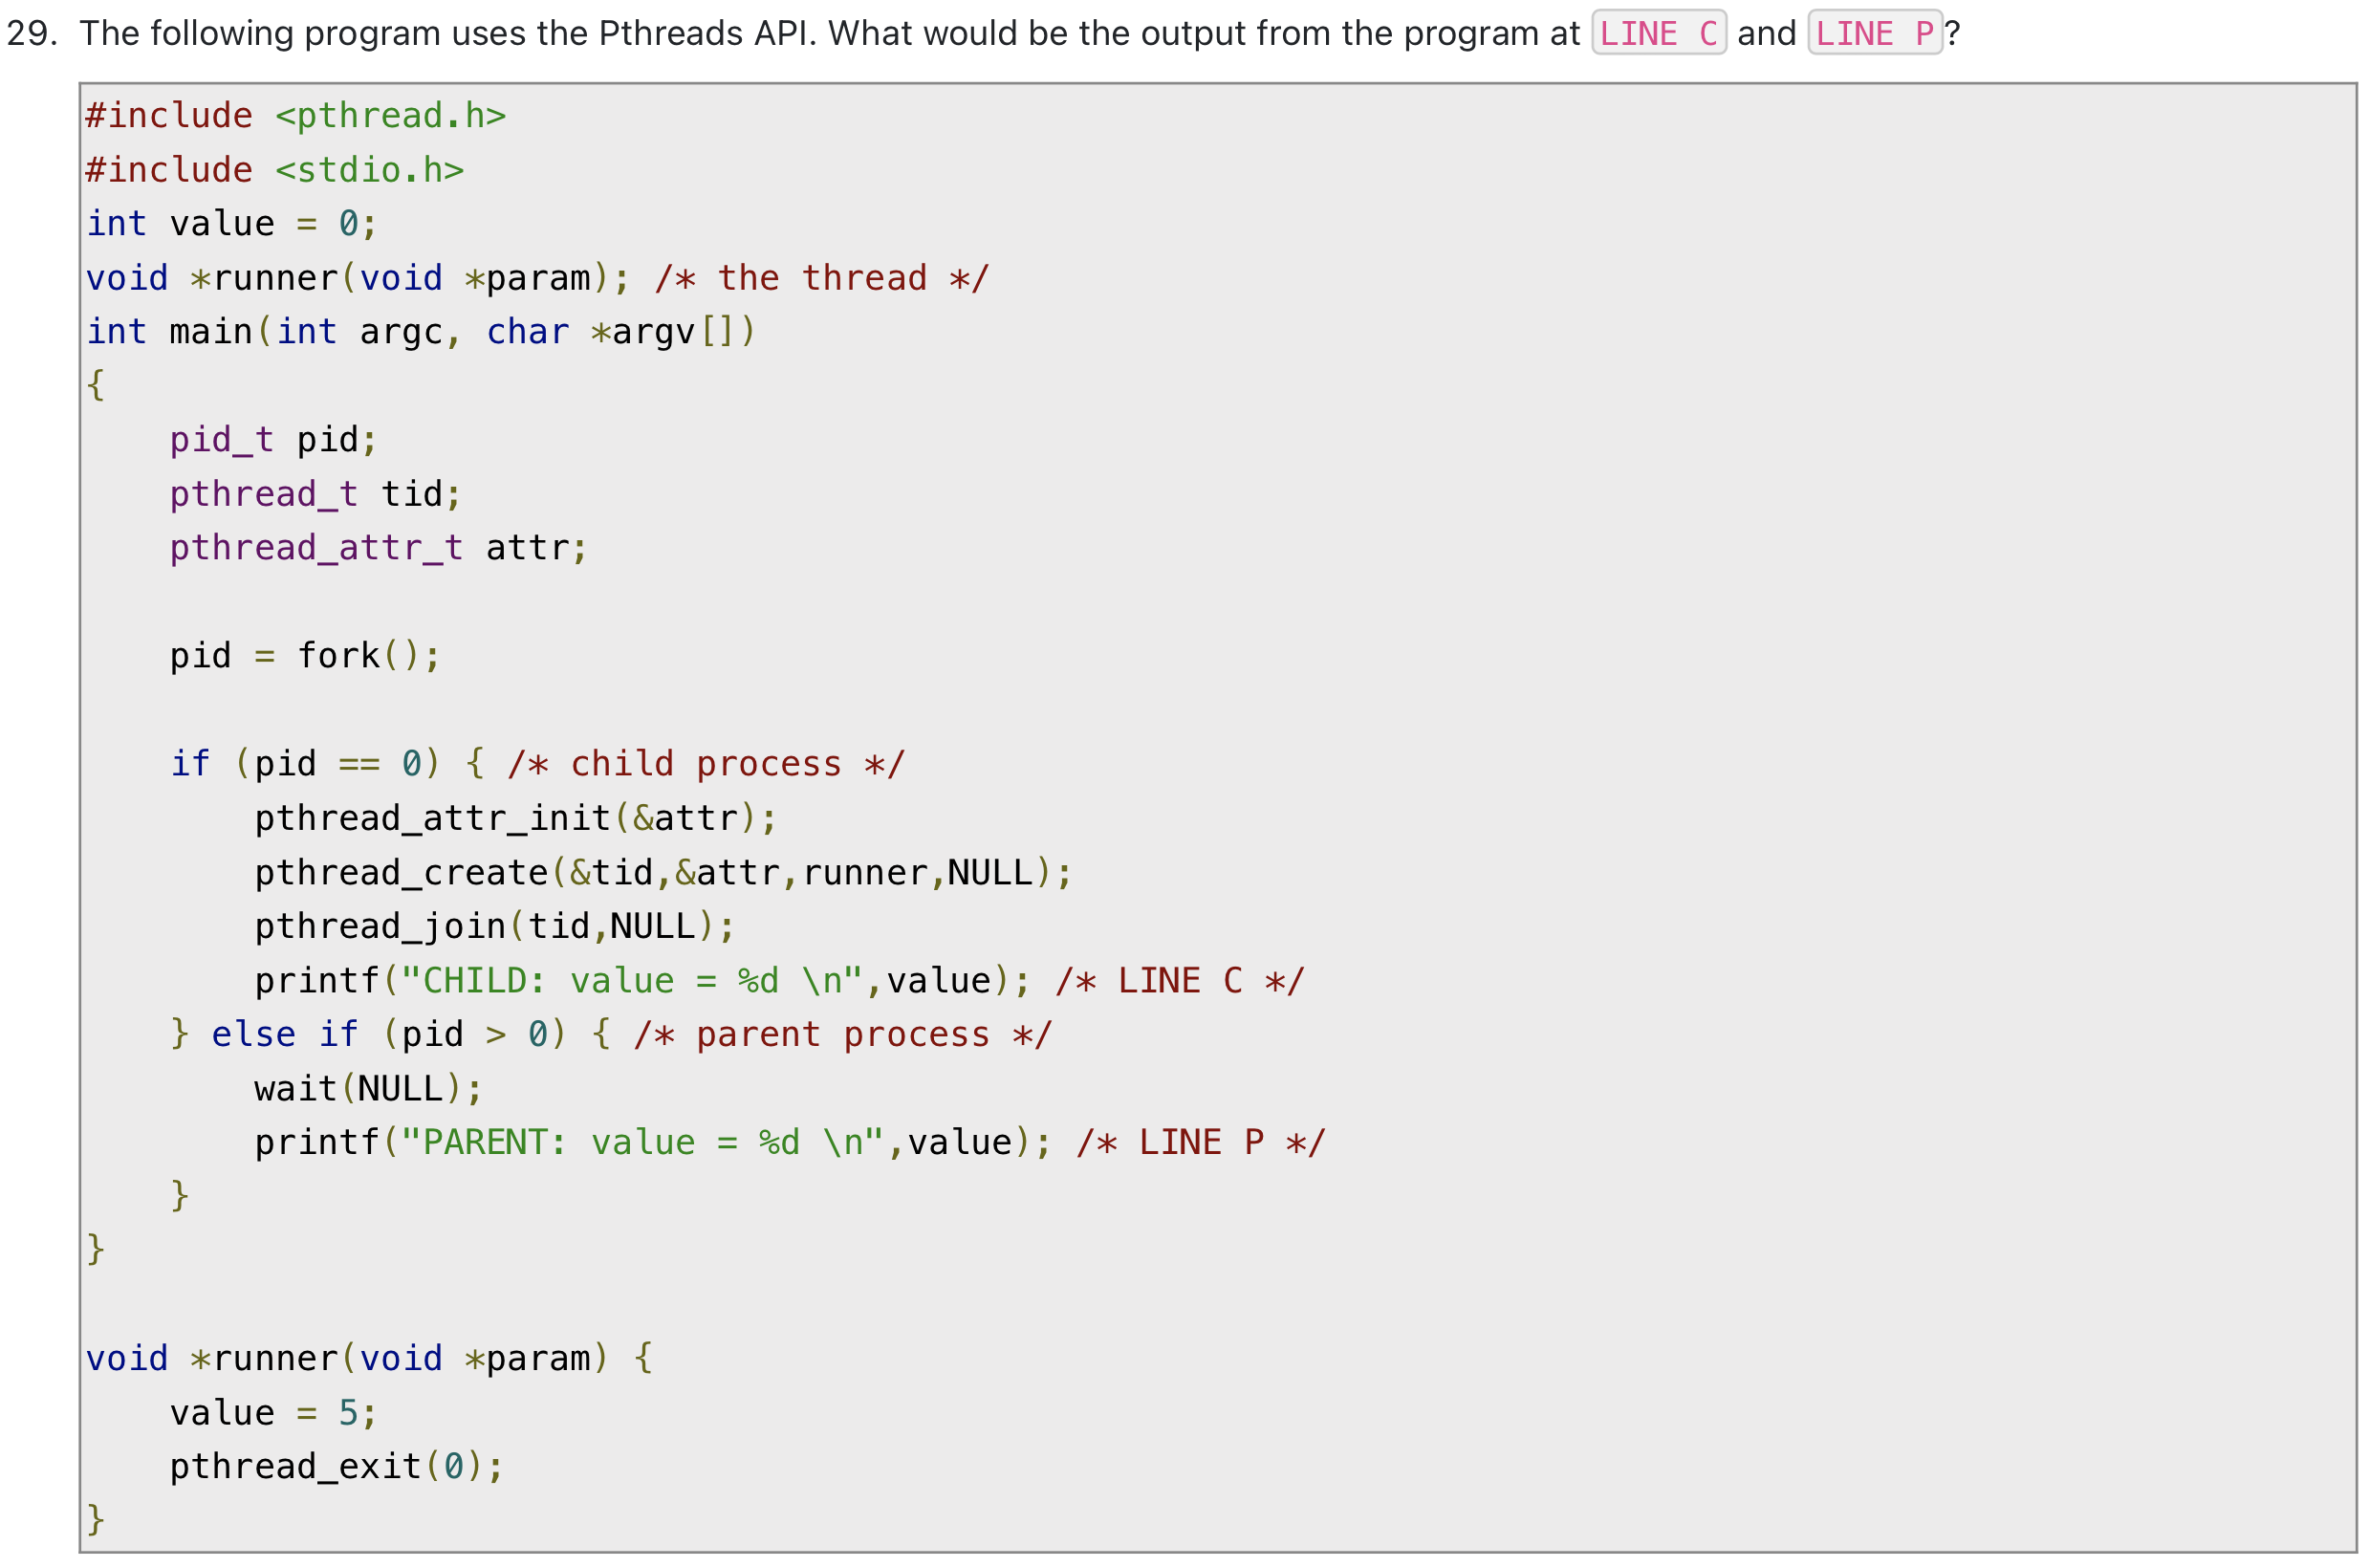 29. The following program uses the Pthreads API. What would be the output from the program at LINE C and LINE P?
#include <pthread.h>
#include <stdio.h>
int value = 0;
void *runner(void *param); /* the thread */
int main(int argc, char *argv[])
{
    pid_t pid;
    pthread_t tid;
    pthread_attr_t attr;

    pid = fork();

    if (pid == 0) { /* child process */
        pthread_attr_init(&attr);
        pthread_create(&tid,&attr,runner,NULL);
        pthread_join(tid,NULL);
        printf("CHILD: value = %d \n",value); /* LINE C */
    } else if (pid > 0) { /* parent process */
        wait(NULL);
        printf("PARENT: value = %d \n",value); /* LINE P */
    }
}

void *runner(void *param) {
    value = 5;
    pthread_exit(0);
}